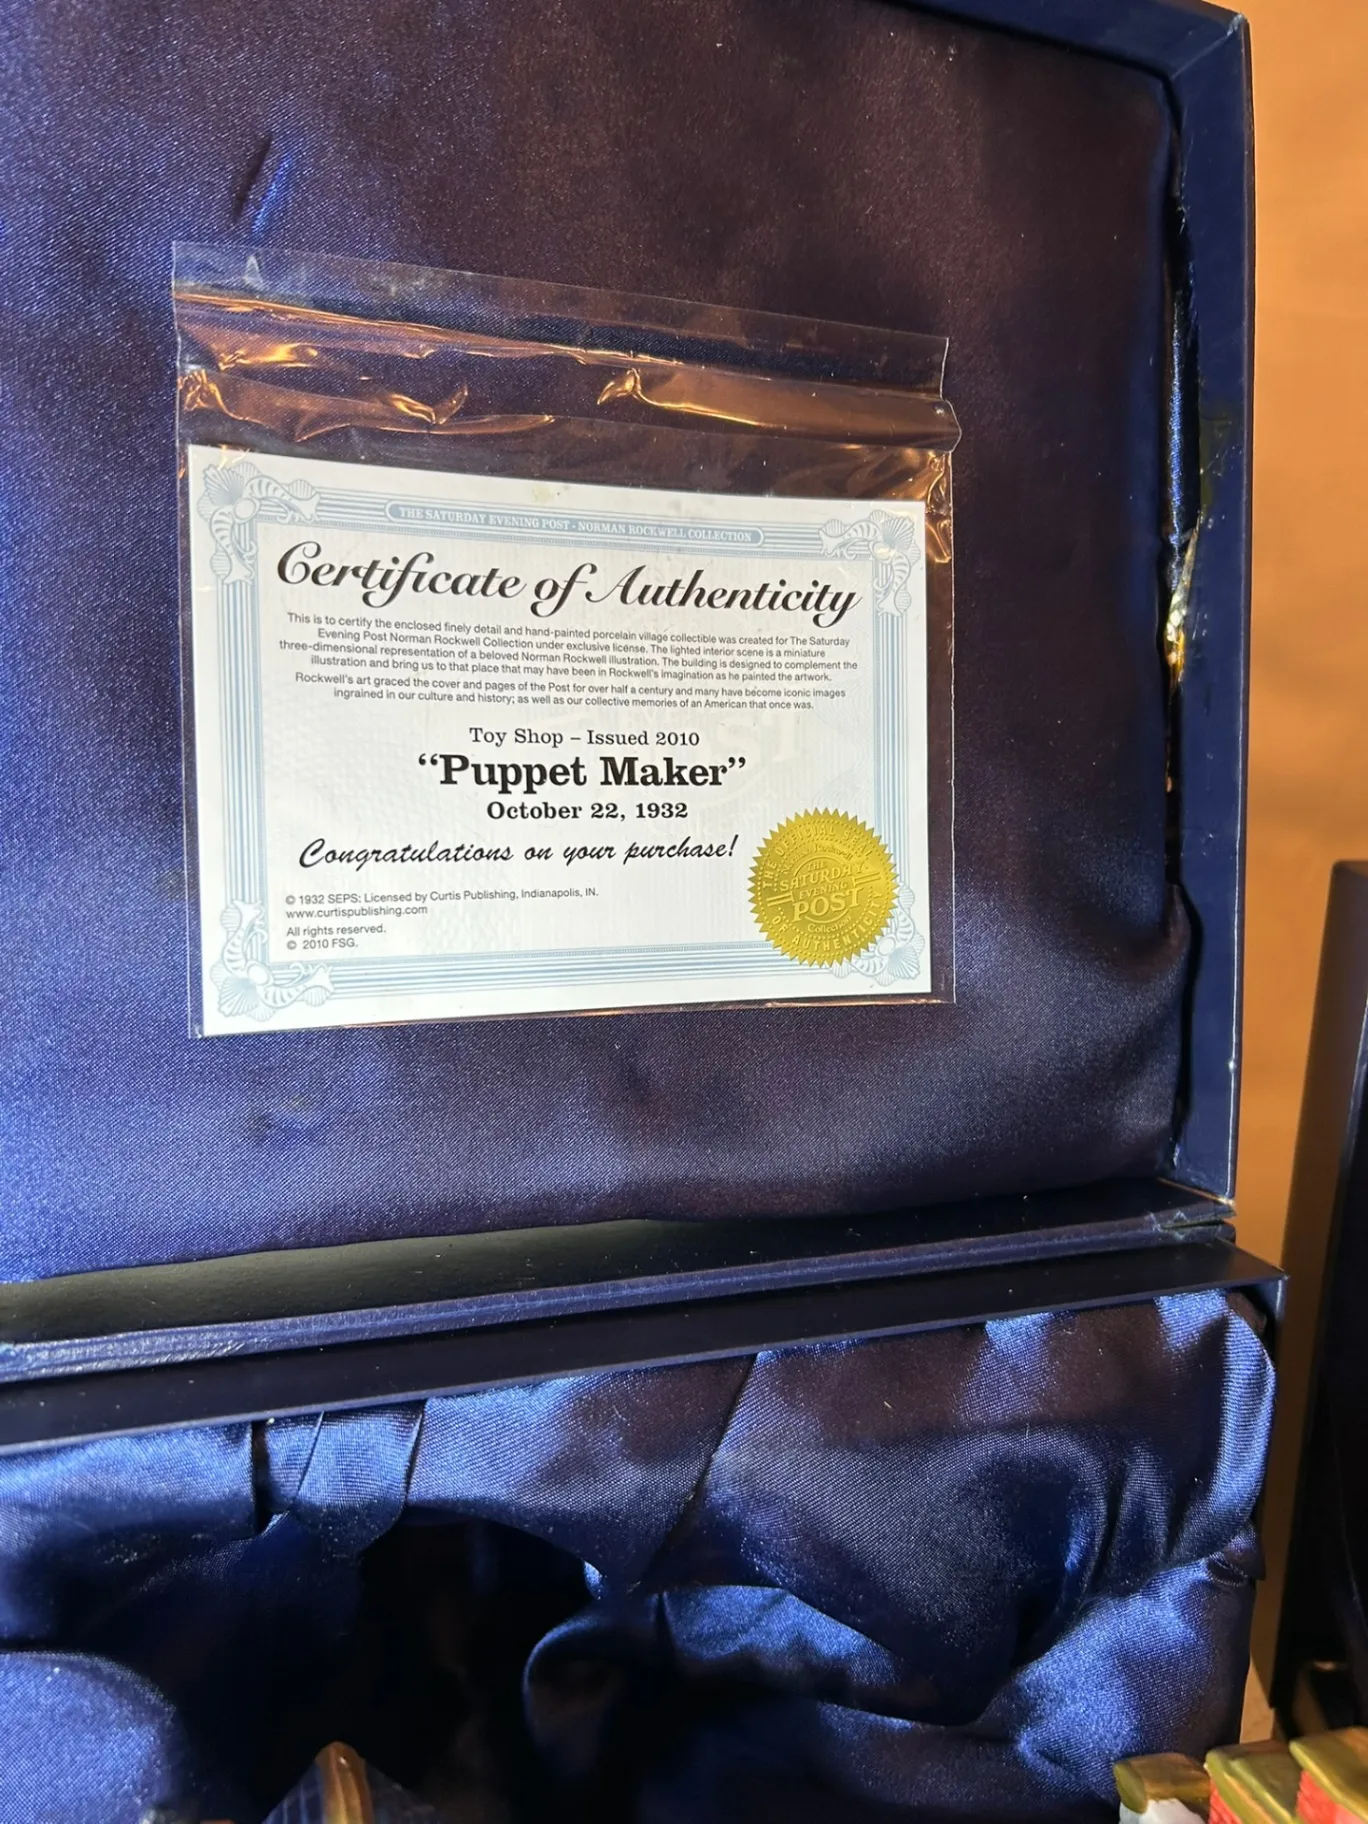 THE SATURDAY EVENING POST - NORMAN ROCKWELL COLLECTION
Certificate of Authenticity
This is to certify the enclosed finely detail and hand-painted porcelain village collectible was created for The Saturday
Evening Post Norman Rockwell Collection under exclusive license. The lighted interior scene is a miniature
three-dimensional representation of a beloved Norman Rockwell illustration. The building is designed to complement the
illustration and bring us to that place that may have been in Rockwell's imagination as he painted the artwork.
Rockwell's art graced the cover and pages of the Post for over half a century and many have become iconic images
ingrained in our culture and history; as well as our collective memories of an American that once was.
Toy Shop – Issued 2010
“Puppet Maker”
October 22, 1932
Congratulations on your purchase!
© 1932 SEPS: Licensed by Curtis Publishing, Indianapolis, IN.
www.curtispublishing.com
All rights reserved.
© 2010 FSG.
THE OFFICIAL SEAL
Rockwell
THE
SATURDAY
EVENING
POST
Collection
OF AUTHENTICITY